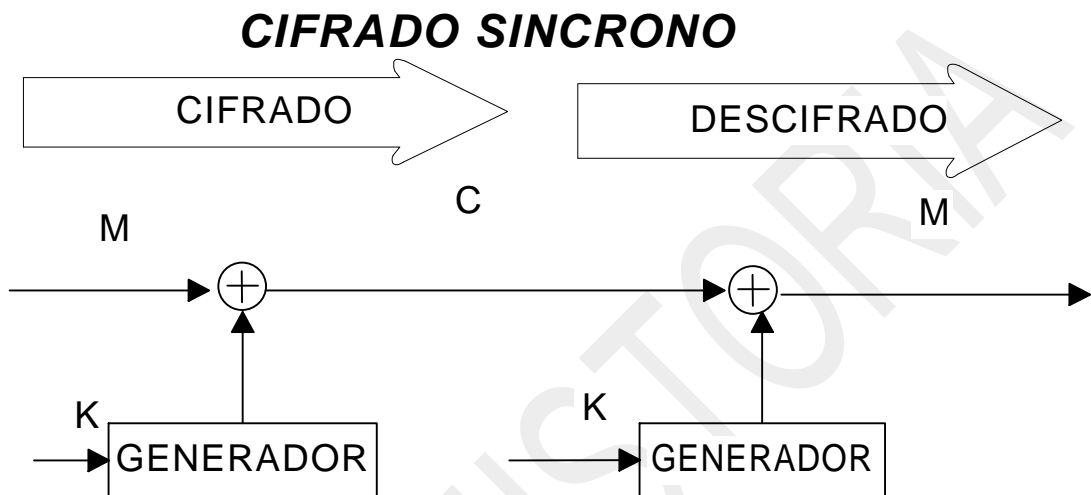 CIFRADO SINCRONO
CIFRADO
DESCIFRADO
C
M
M
K
K
GENERADOR
GENERADOR